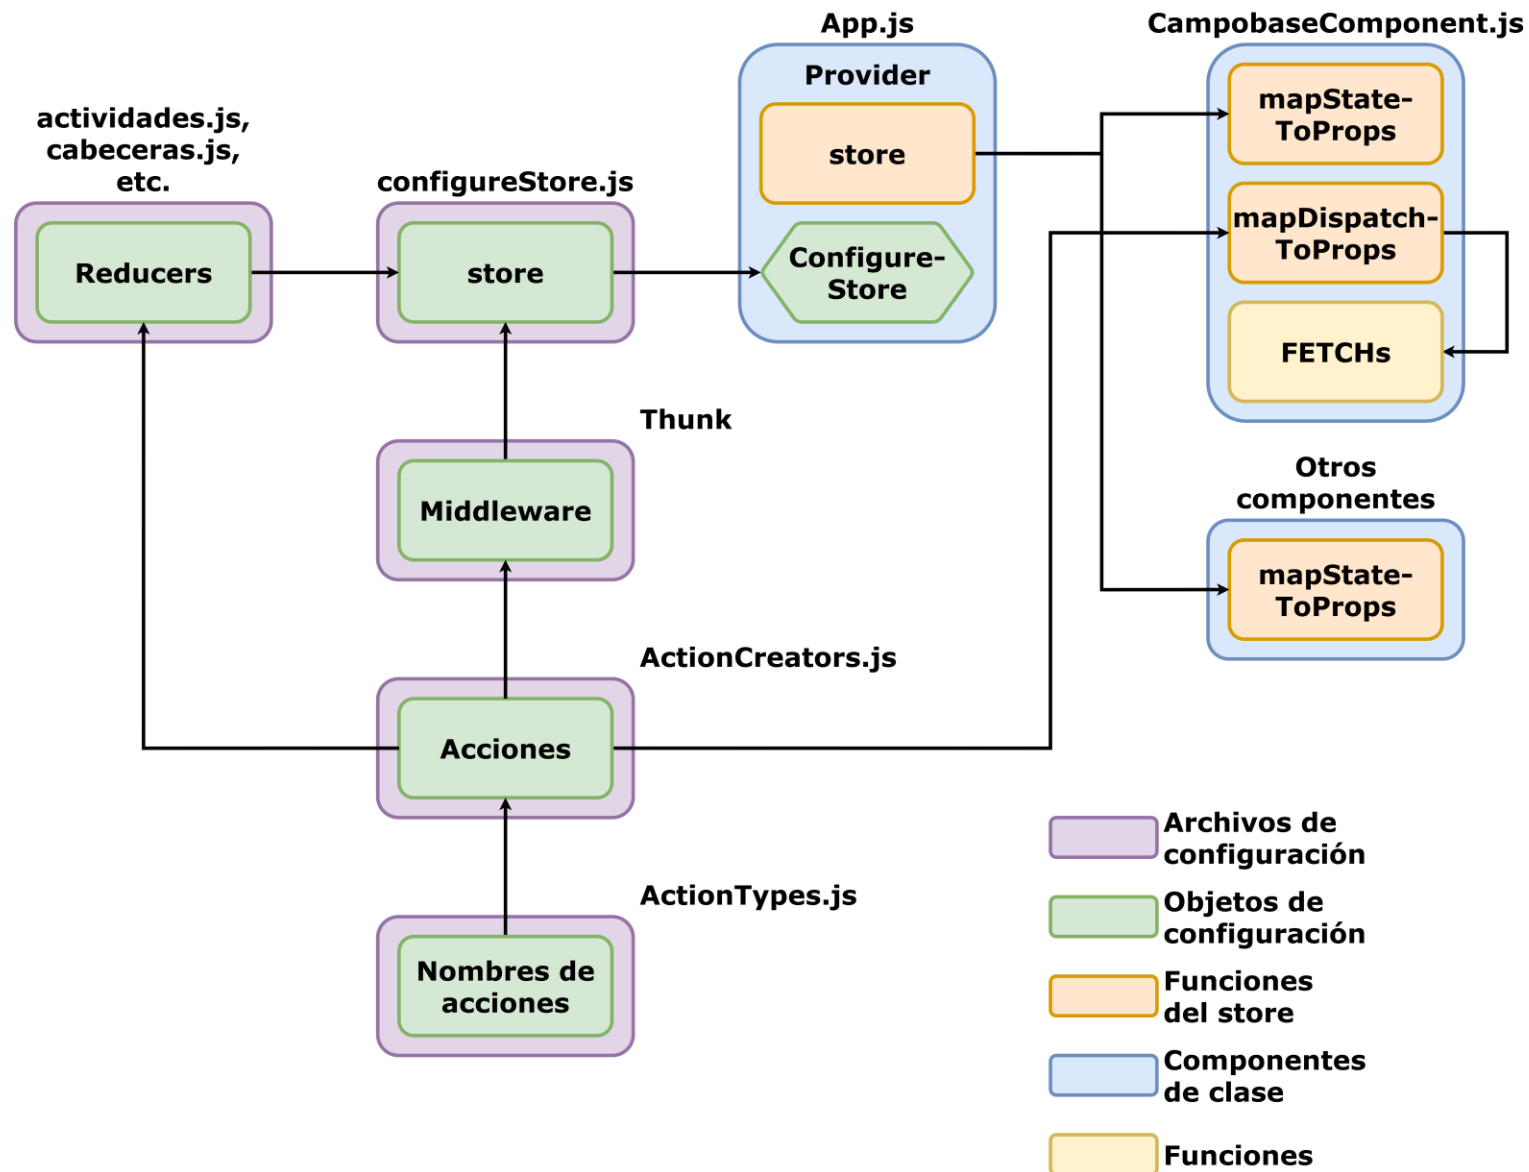 App.js
CampobaseComponent.js
Provider
mapState-
ToProps
actividades.js,
cabeceras.js,
etc.
store
configureStore.js
mapDispatch-
ToProps
Reducers
store
Configure-
Store
FETCHs
Thunk
Otros
componentes
Middleware
mapState-
ToProps
ActionCreators.js
Acciones
Archivos de
configuración
ActionTypes.js
Objetos de
configuración
Nombres de
acciones
Funciones
del store
Componentes
de clase
Funciones